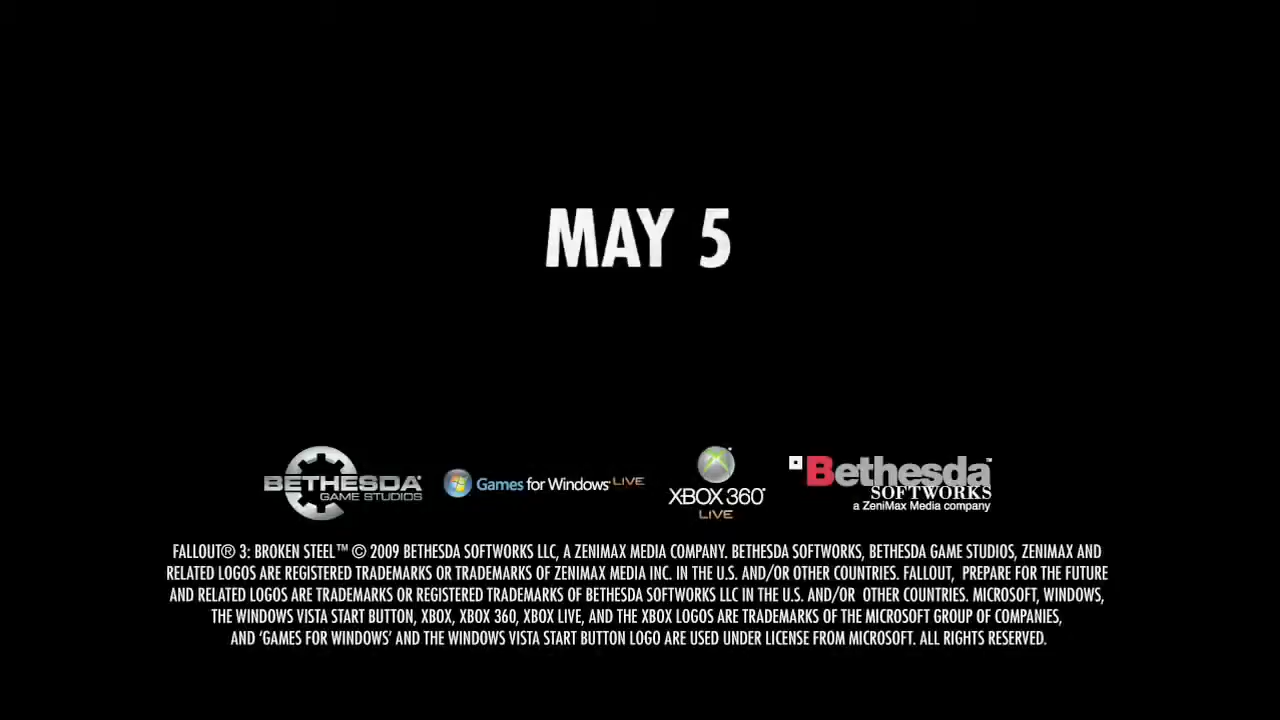 MAY 5
BETHESDA®
GAME STUDIOS
Games for Windows® LIVE
XBOX 360®
LIVE
Bethesda™
SOFTWORKS
a ZeniMax Media company
FALLOUT® 3: BROKEN STEEL™ © 2009 BETHESDA SOFTWORKS LLC, A ZENIMAX MEDIA COMPANY. BETHESDA SOFTWORKS, BETHESDA GAME STUDIOS, ZENIMAX AND
RELATED LOGOS ARE REGISTERED TRADEMARKS OR TRADEMARKS OF ZENIMAX MEDIA INC. IN THE U.S. AND/OR OTHER COUNTRIES. FALLOUT, PREPARE FOR THE FUTURE
AND RELATED LOGOS ARE TRADEMARKS OR REGISTERED TRADEMARKS OF BETHESDA SOFTWORKS LLC IN THE U.S. AND/OR OTHER COUNTRIES. MICROSOFT, WINDOWS,
THE WINDOWS VISTA START BUTTON, XBOX, XBOX 360, XBOX LIVE, AND THE XBOX LOGOS ARE TRADEMARKS OF THE MICROSOFT GROUP OF COMPANIES,
AND ‘GAMES FOR WINDOWS’ AND THE WINDOWS VISTA START BUTTON LOGO ARE USED UNDER LICENSE FROM MICROSOFT. ALL RIGHTS RESERVED.